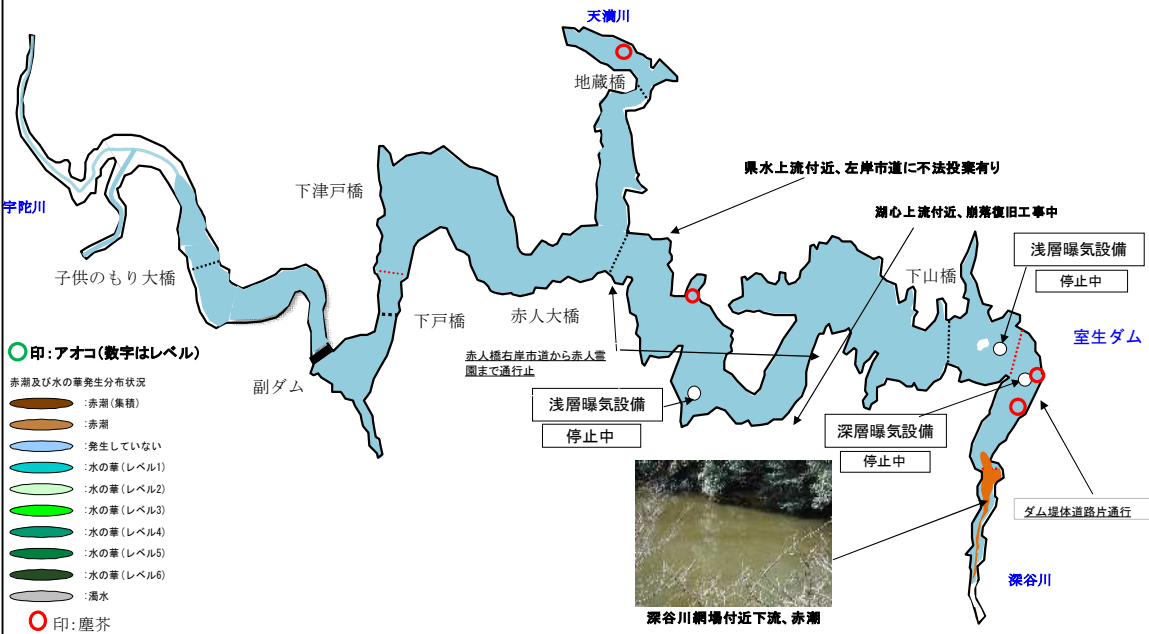 天満川
地蔵橋
県水上流付近、左岸市道に不法投棄有り
下津戸橋
湖心上流付近、崩落復旧工事中
宇陀川
浅層曝気設備
停止中
下山橋
子供のもり大橋
室生ダム
下戸橋
赤人大橋
印:アオコ(数字はレベル)
赤人橋右岸市道から赤人霊
園まで通行止
副ダム
赤潮及び水の華発生分布状況
:赤潮(集積)
:赤潮
:発生していない
:水の華(レベル1)
:水の華(レベル2)
:水の華(レベル3)
:水の華(レベル4)
:水の華(レベル5)
:水の華(レベル6)
:濁水
印:塵芥
浅層曝気設備
停止中
深層曝気設備
停止中
ダム堤体道路片通行
深谷川
深谷川網場付近下流、赤潮